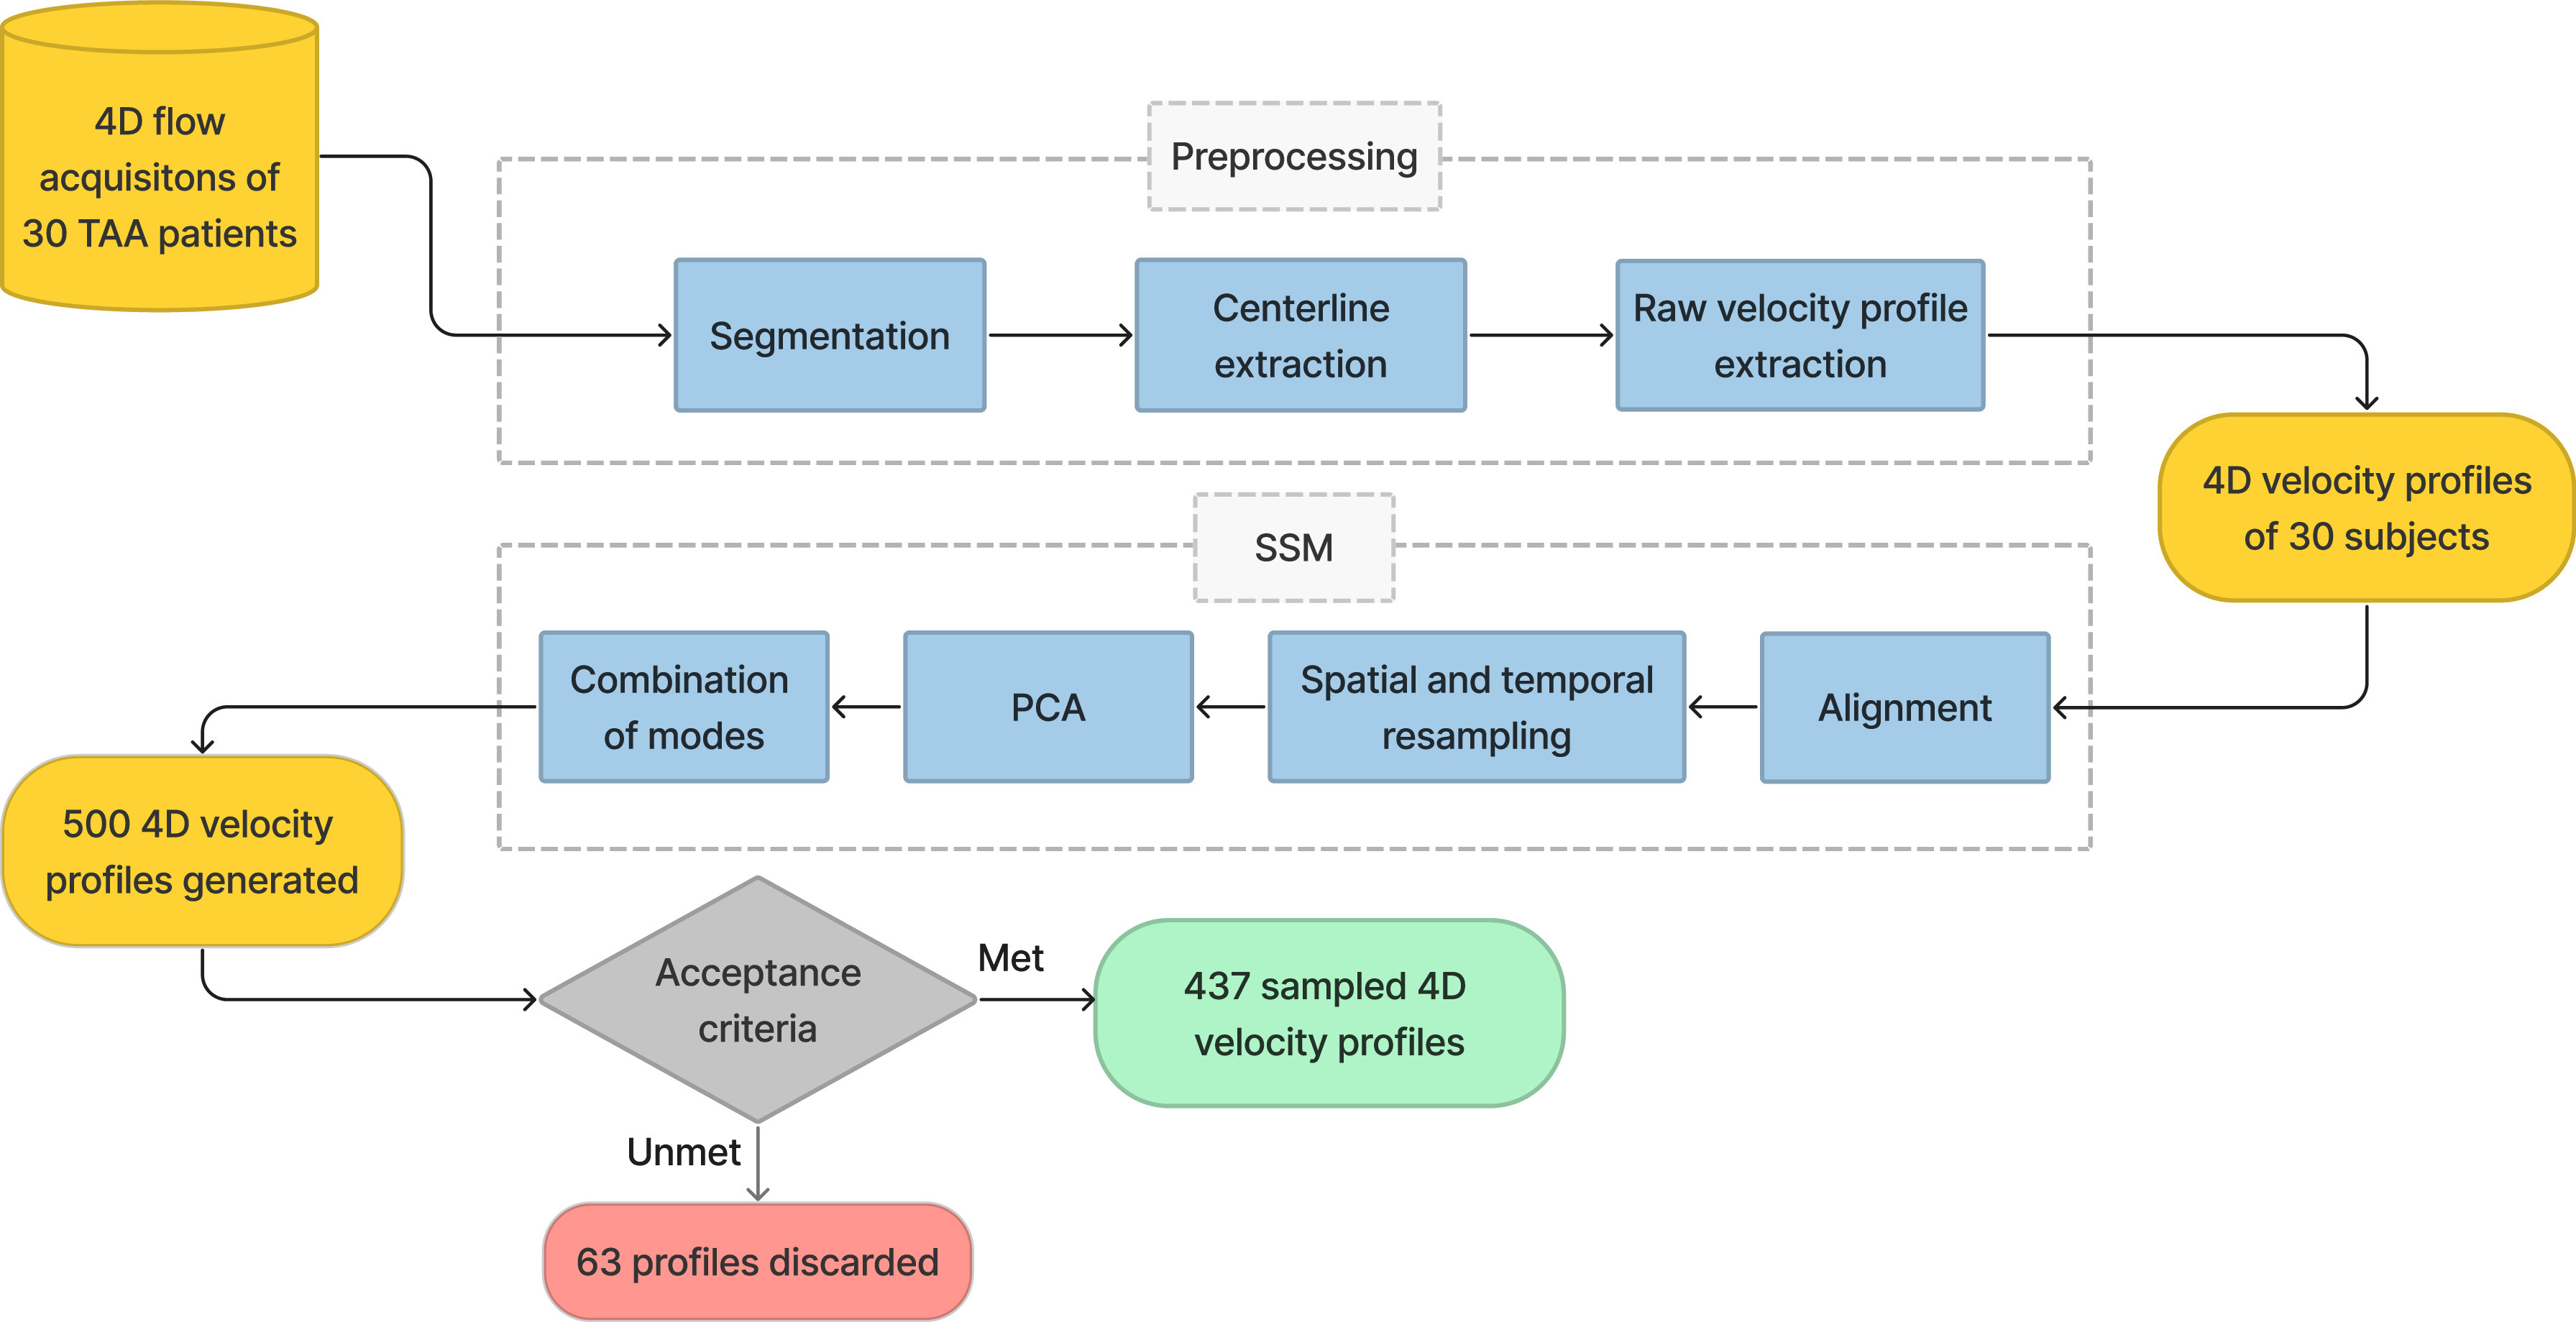 4D flow
acquisitons of
30 TAA patients
Preprocessing
Segmentation
Centerline
extraction
Raw velocity profile
extraction
4D velocity profiles
of 30 subjects
SSM
Alignment
Spatial and temporal
resampling
PCA
Combination
of modes
500 4D velocity
profiles generated
Acceptance
criteria
Met
437 sampled 4D
velocity profiles
Unmet
63 profiles discarded